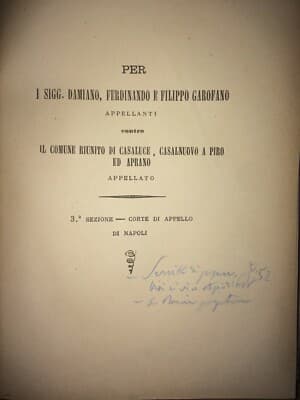 PER
I SIGG. DAMIANO, FERDINANDO E FILIPPO GAROFANO
APPELLANTI
contro
IL COMUNE RIUNITO DI CASALUCE, CASALNUOVO A PIRO
ED APRANO
APPELLATO
3.ª SEZIONE — CORTE DI APPELLO
DI NAPOLI